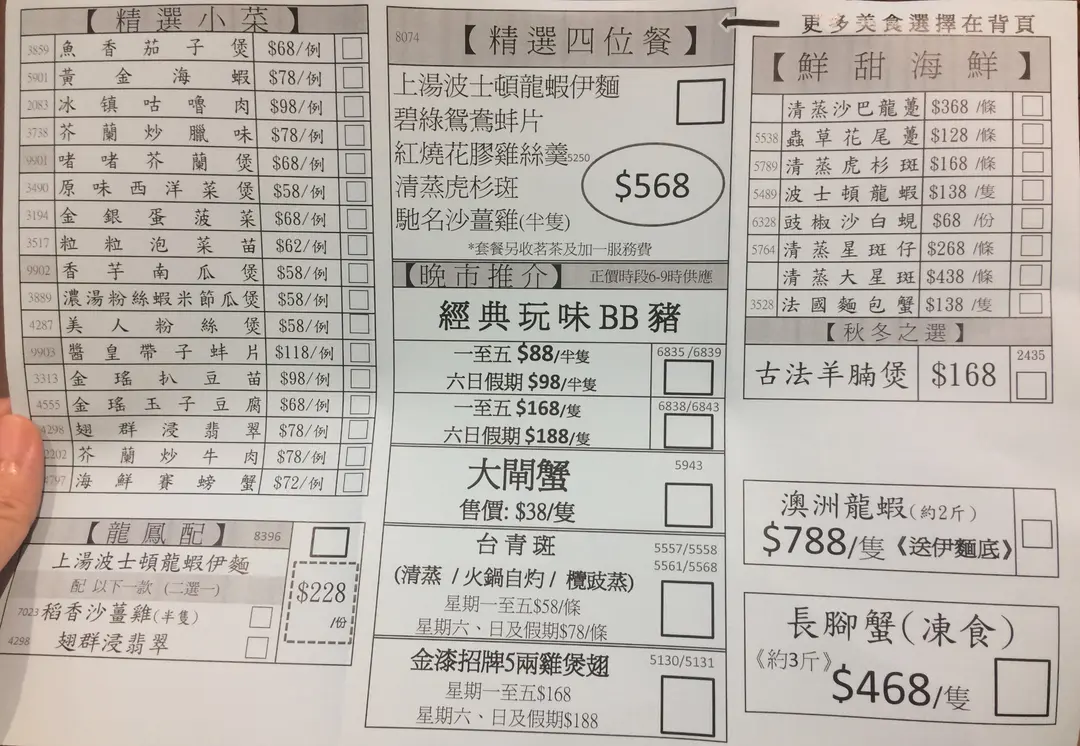 【精選小菜】
3859 魚香茄子煲 $68/例
5901 黃金海蝦 $78/例
2083 冰镇咕嚕肉 $98/例
3738 芥蘭炒臘味 $78/例
9901 啫啫芥蘭煲 $68/例
3490 原味西洋菜煲 $58/例
3194 金銀蛋菠菜 $68/例
3517 粒粒泡菜苗 $62/例
9902 香芋南瓜煲 $58/例
3889 濃湯粉絲蝦米節瓜煲 $58/例
4287 美人粉絲煲 $58/例
9903 醬皇帶子蚌片 $118/例
3313 金瑤扒豆苗 $98/例
4555 金瑤玉子豆腐 $68/例
4298 翅群浸翡翠 $78/例
2202 芥蘭炒牛肉 $78/例
4797 海鮮賽螃蟹 $72/例
【龍鳳配】 8396
上湯波士頓龍蝦伊麵
配 以下一款 (二選一)
7023 稻香沙薑雞(半隻)
4298 翅群浸翡翠
$228
/份
8074 【精選四位餐】
上湯波士頓龍蝦伊麵
碧綠鴛鴦蚌片
紅燒花膠雞絲羹 5250
清蒸虎杉斑
馳名沙薑雞(半隻)
$568
*套餐另收茗茶及加一服務費
【晚市推介】 正價時段6-9時供應
經典玩味BB豬
一至五 $88/半隻 6835/6839
六日假期 $98/半隻
一至五 $168/隻 6838/6843
六日假期 $188/隻
大閘蟹 5943
售價: $38/隻
台青斑 5557/5558
5561/5568
(清蒸 / 火鍋自灼 / 欖豉蒸)
星期一至五$58/條
星期六、日及假期$78/條
金漆招牌5兩雞煲翅 5130/5131
星期一至五$168
星期六、日及假期$188
更多美食選擇在背頁
【鮮甜海鮮】
清蒸沙巴龍躉 $368/條
5538 蟲草花尾躉 $128/條
5789 清蒸虎杉斑 $168/條
5489 波士頓龍蝦 $138/隻
6328 豉椒沙白蜆 $68/份
5764 清蒸星斑仔 $268/條
清蒸大星斑 $438/條
3528 法國麵包蟹 $138/隻
【秋冬之選】
古法羊腩煲 $168 2435
澳洲龍蝦(約2斤)
$788/隻《送伊麵底》
長腳蟹(凍食)
《約3斤》$468/隻